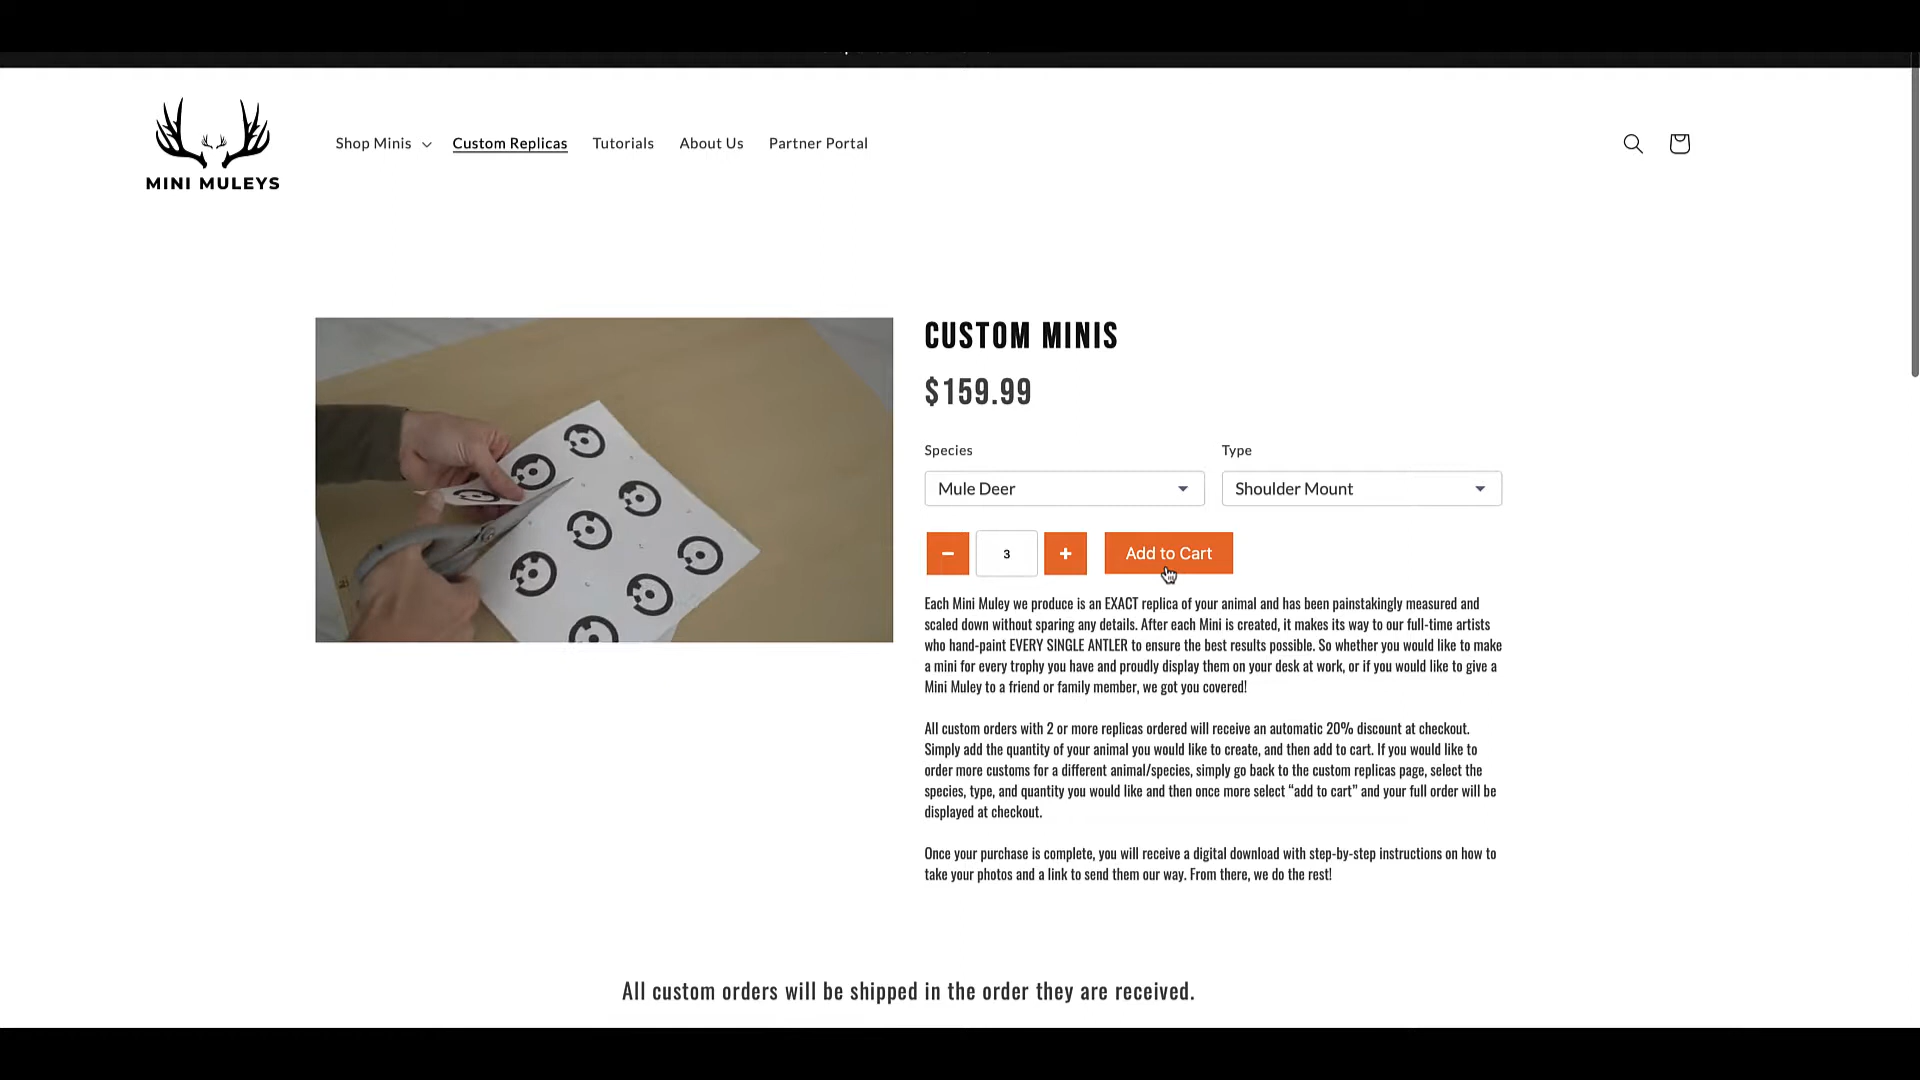 MINI MULEYS
Shop Minis
Custom Replicas
Tutorials
About Us
Partner Portal
CUSTOM MINIS
$159.99
Species
Type
Mule Deer
Shoulder Mount
3
Add to Cart
Each Mini Muley we produce is an EXACT replica of your animal and has been painstakingly measured and
scaled down without sparing any details. After each Mini is created, it makes its way to our full-time artists
who hand-paint EVERY SINGLE ANTLER to ensure the best results possible. So whether you would like to make
a mini for every trophy you have and proudly display them on your desk at work, or if you would like to give a
Mini Muley to a friend or family member, we got you covered!
All custom orders with 2 or more replicas ordered will receive an automatic 20% discount at checkout.
Simply add the quantity of your animal you would like to create, and then add to cart. If you would like to
order more customs for a different animal/species, simply go back to the custom replicas page, select the
species, type, and quantity you would like and then once more select “add to cart” and your full order will be
displayed at checkout.
Once your purchase is complete, you will receive a digital download with step-by-step instructions on how to
take your photos and a link to send them our way. From there, we do the rest!
All custom orders will be shipped in the order they are received.